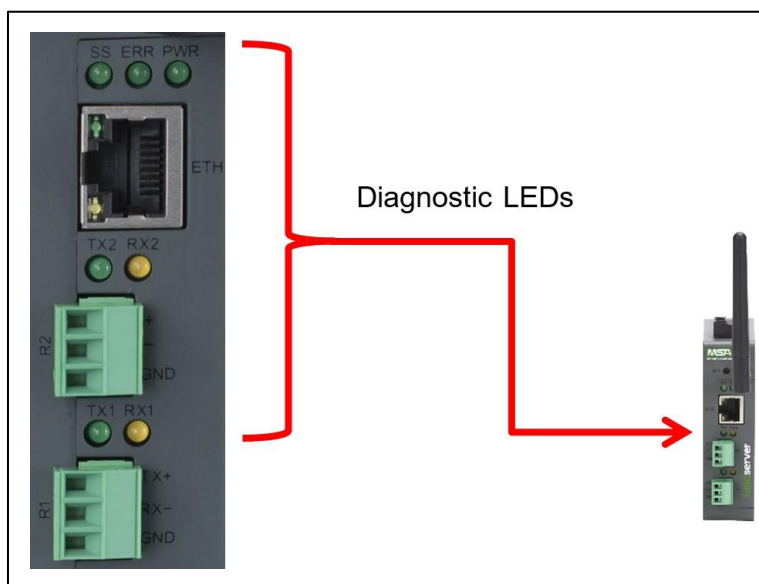 SS ERR PWR
ETH
TX2 RX2
R2
+
−
GND
TX1 RX1
R1
TX+
RX−
GND
Diagnostic LEDs
MSA
server